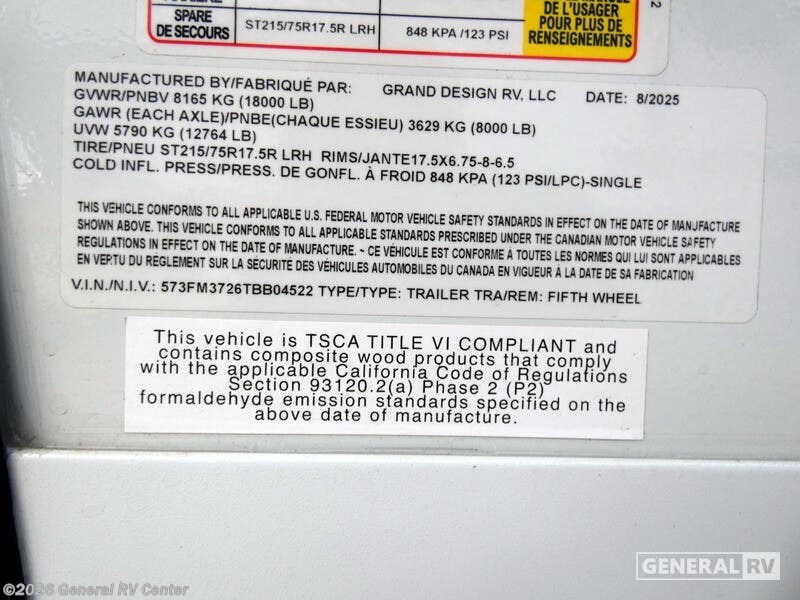 SPARE
DE SECOURS
ST215/75R17.5R LRH
848 KPA /123 PSI
DE L'USAGER
POUR PLUS DE
RENSEIGNEMENTS
2
MANUFACTURED BY/FABRIQUÉ PAR: GRAND DESIGN RV, LLC DATE: 8/2025
GVWR/PNBV 8165 KG (18000 LB)
GAWR (EACH AXLE)/PNBE(CHAQUE ESSIEU) 3629 KG (8000 LB)
UVW 5790 KG (12764 LB)
TIRE/PNEU ST215/75R17.5R LRH RIMS/JANTE17.5X6.75-8-6.5
COLD INFL. PRESS/PRESS. DE GONFL. À FROID 848 KPA (123 PSI/LPC)-SINGLE
THIS VEHICLE CONFORMS TO ALL APPLICABLE U.S. FEDERAL MOTOR VEHICLE SAFETY STANDARDS IN EFFECT ON THE DATE OF MANUFACTURE
SHOWN ABOVE. THIS VEHICLE CONFORMS TO ALL APPLICABLE STANDARDS PRESCRIBED UNDER THE CANADIAN MOTOR VEHICLE SAFETY
REGULATIONS IN EFFECT ON THE DATE OF MANUFACTURE. ~ CE VÉHICULE EST CONFORME À TOUTES LES NORMES QUI LUI SONT APPLICABLES
EN VERTU DU RÉGLEMENT SUR LA SÉCURITÉ DES VÉHICULES AUTOMOBILES DU CANADA EN VIGUEUR À LA DATE DE SA FABRICATION
V.I.N./N.I.V.: 573FM3726TBB04522 TYPE/TYPE: TRAILER TRA/REM: FIFTH WHEEL
This vehicle is TSCA TITLE VI COMPLIANT and
contains composite wood products that comply
with the applicable California Code of Regulations
Section 93120.2(a) Phase 2 (P2)
formaldehyde emission standards specified on the
above date of manufacture.
GENERAL RV
©2026 General RV Center